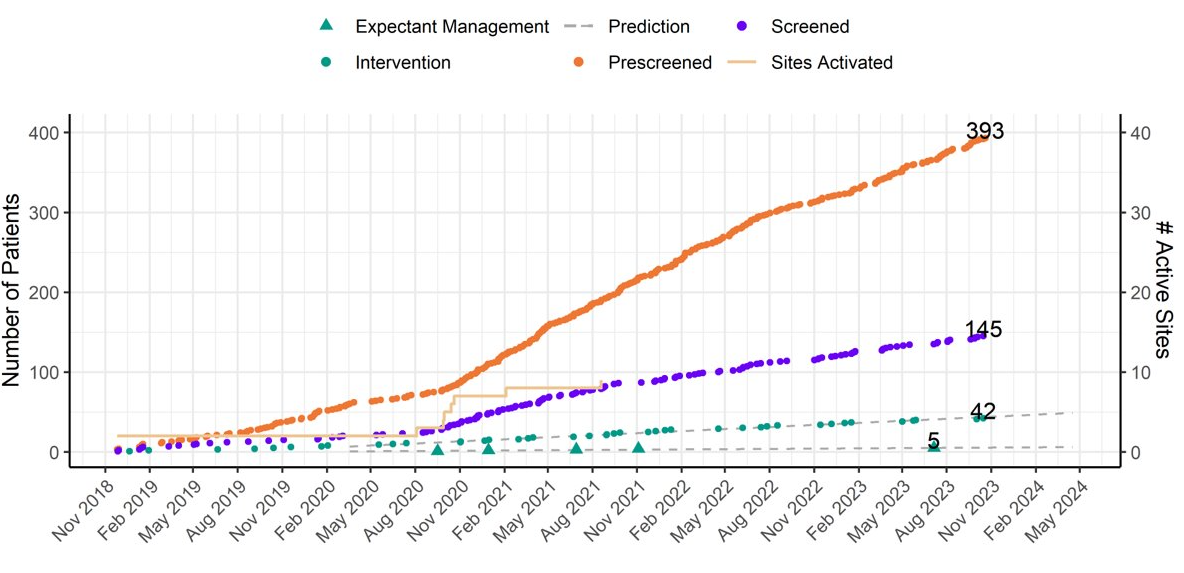 Expectant Management Prediction Screened
Intervention Prescreened Sites Activated
Number of Patients
400
300
200
100
0
393
145
42
5
40
30
20
10
0
# Active Sites
Nov 2018 Feb 2019 May 2019 Aug 2019 Nov 2019 Feb 2020 May 2020 Aug 2020 Nov 2020 Feb 2021 May 2021 Aug 2021 Nov 2021 Feb 2022 May 2022 Aug 2022 Nov 2022 Feb 2023 May 2023 Aug 2023 Nov 2023 Feb 2024 May 2024